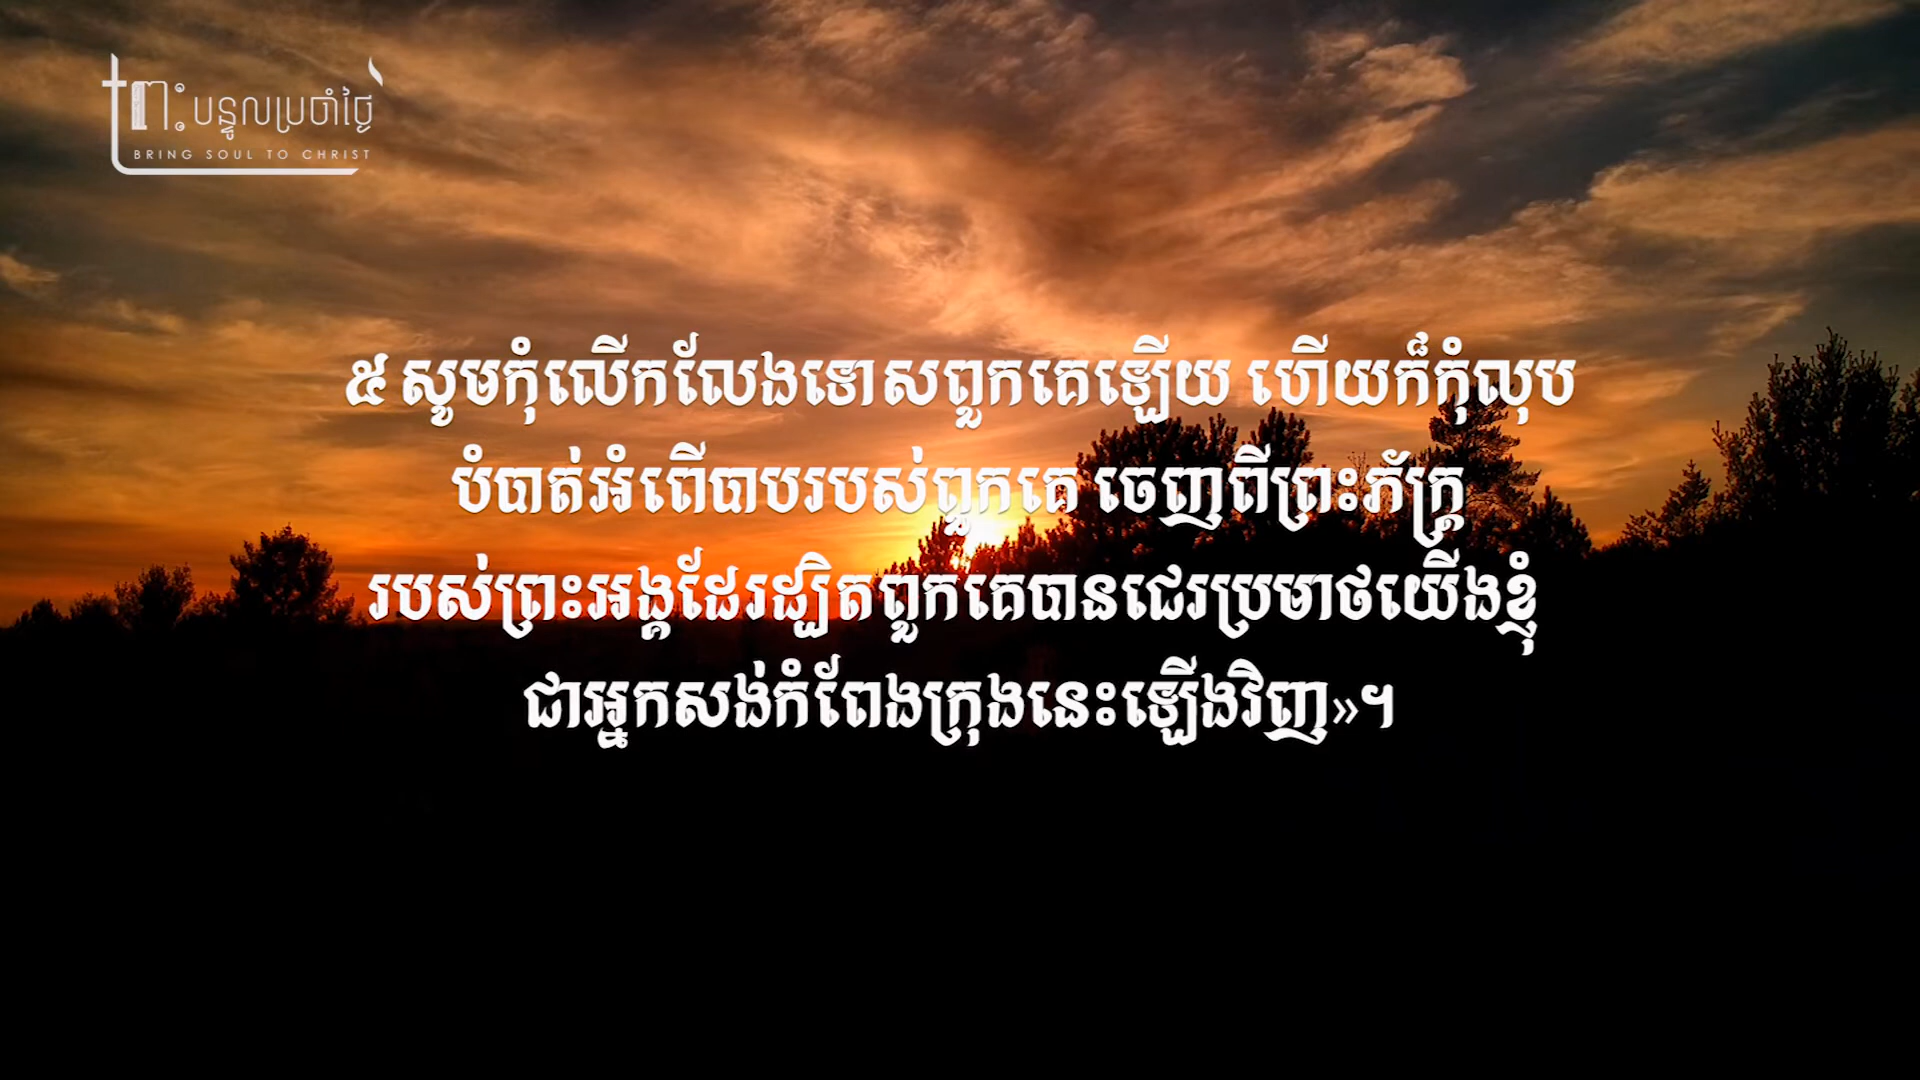 ព្រះបន្ទូលប្រចាំថ្ងៃ
BRING SOUL TO CHRIST
៥ សូមកុំលើកលែងទោសពួកគេឡើយ ហើយក៏កុំលុប
បំបាត់អំពើបាបរបស់ពួកគេ ចេញពីព្រះភ័ក្ត្រ
របស់ព្រះអង្គដែរដ្បិតពួកគេបានជេរប្រមាថយើងខ្ញុំ
ជាអ្នកសង់កំពែងក្រុងនេះឡើងវិញ»។